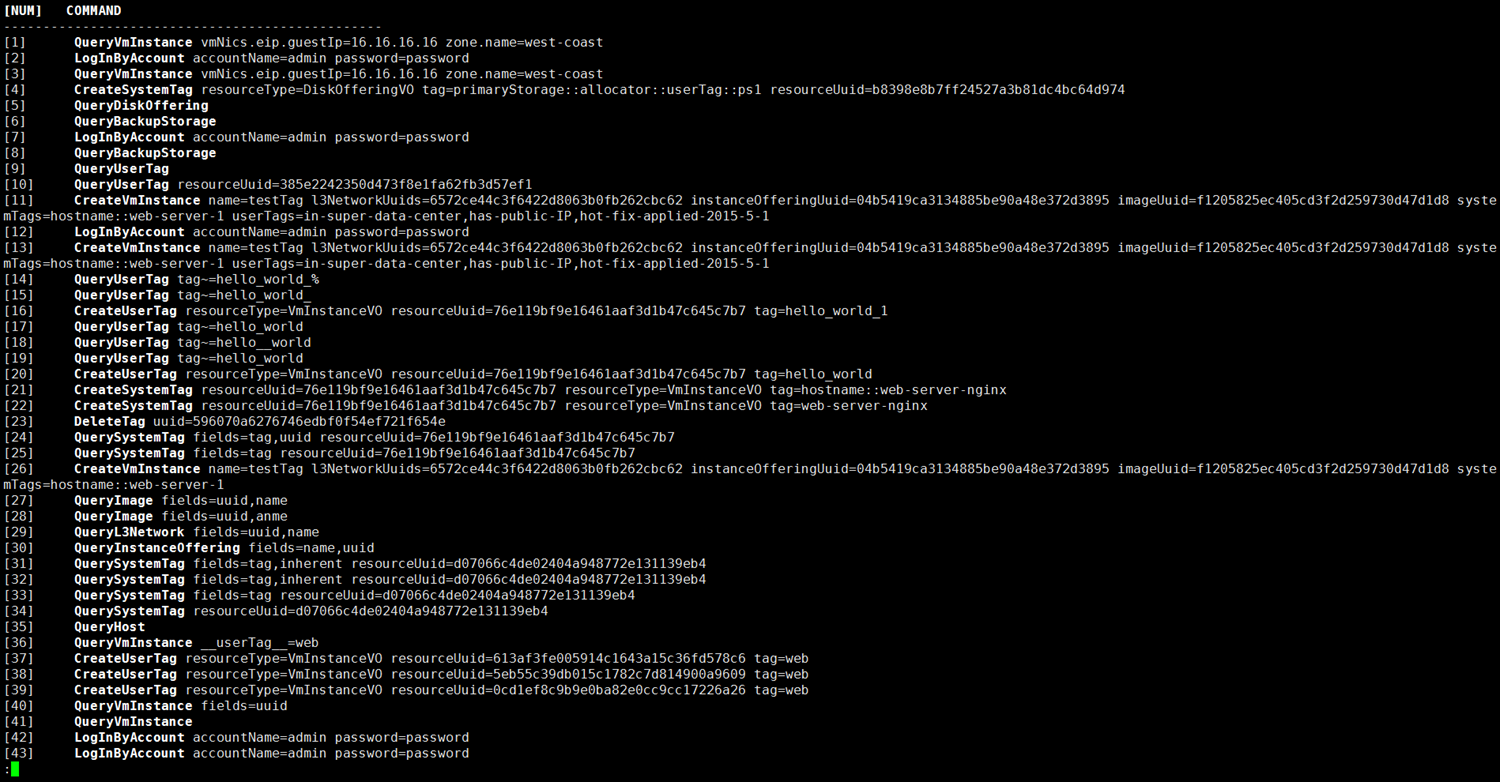 [NUM]   COMMAND
------------------------------------------------
[1]     QueryVmInstance vmNics.eip.guestIp=16.16.16.16 zone.name=west-coast
[2]     LogInByAccount accountName=admin password=password
[3]     QueryVmInstance vmNics.eip.guestIp=16.16.16.16 zone.name=west-coast
[4]     CreateSystemTag resourceType=DiskOfferingVO tag=primaryStorage::allocator::userTag::ps1 resourceUuid=b8398e8b7ff24527a3b81dc4bc64d974
[5]     QueryDiskOffering
[6]     QueryBackupStorage
[7]     LogInByAccount accountName=admin password=password
[8]     QueryBackupStorage
[9]     QueryUserTag
[10]    QueryUserTag resourceUuid=385e2242350d473f8e1fa62fb3d57ef1
[11]    CreateVmInstance name=testTag l3NetworkUuids=6572ce44c3f6422d8063b0fb262cbc62 instanceOfferingUuid=04b5419ca3134885be90a48e372d3895 imageUuid=f1205825ec405cd3f2d259730d47d1d8 syste
mTags=hostname::web-server-1 userTags=in-super-data-center,has-public-IP,hot-fix-applied-2015-5-1
[12]    LogInByAccount accountName=admin password=password
[13]    CreateVmInstance name=testTag l3NetworkUuids=6572ce44c3f6422d8063b0fb262cbc62 instanceOfferingUuid=04b5419ca3134885be90a48e372d3895 imageUuid=f1205825ec405cd3f2d259730d47d1d8 syste
mTags=hostname::web-server-1 userTags=in-super-data-center,has-public-IP,hot-fix-applied-2015-5-1
[14]    QueryUserTag tag~=hello_world_%
[15]    QueryUserTag tag~=hello_world_
[16]    CreateUserTag resourceType=VmInstanceVO resourceUuid=76e119bf9e16461aaf3d1b47c645c7b7 tag=hello_world_1
[17]    QueryUserTag tag~=hello_world
[18]    QueryUserTag tag~=hello__world
[19]    QueryUserTag tag~=hello_world
[20]    CreateUserTag resourceType=VmInstanceVO resourceUuid=76e119bf9e16461aaf3d1b47c645c7b7 tag=hello_world
[21]    CreateSystemTag resourceUuid=76e119bf9e16461aaf3d1b47c645c7b7 resourceType=VmInstanceVO tag=hostname::web-server-nginx
[22]    CreateSystemTag resourceUuid=76e119bf9e16461aaf3d1b47c645c7b7 resourceType=VmInstanceVO tag=web-server-nginx
[23]    DeleteTag uuid=596070a6276746edbf0f54ef721f654e
[24]    QuerySystemTag fields=tag,uuid resourceUuid=76e119bf9e16461aaf3d1b47c645c7b7
[25]    QuerySystemTag fields=tag resourceUuid=76e119bf9e16461aaf3d1b47c645c7b7
[26]    CreateVmInstance name=testTag l3NetworkUuids=6572ce44c3f6422d8063b0fb262cbc62 instanceOfferingUuid=04b5419ca3134885be90a48e372d3895 imageUuid=f1205825ec405cd3f2d259730d47d1d8 syste
mTags=hostname::web-server-1
[27]    QueryImage fields=uuid,name
[28]    QueryImage fields=uuid,anme
[29]    QueryL3Network fields=uuid,name
[30]    QueryInstanceOffering fields=name,uuid
[31]    QuerySystemTag fields=tag,inherent resourceUuid=d07066c4de02404a948772e131139eb4
[32]    QuerySystemTag fields=tag,inherent resourceUuid=d07066c4de02404a948772e131139eb4
[33]    QuerySystemTag fields=tag resourceUuid=d07066c4de02404a948772e131139eb4
[34]    QuerySystemTag resourceUuid=d07066c4de02404a948772e131139eb4
[35]    QueryHost
[36]    QueryVmInstance __userTag__=web
[37]    CreateUserTag resourceType=VmInstanceVO resourceUuid=613af3fe005914c1643a15c36fd578c6 tag=web
[38]    CreateUserTag resourceType=VmInstanceVO resourceUuid=5eb55c39db015c1782c7d814900a9609 tag=web
[39]    CreateUserTag resourceType=VmInstanceVO resourceUuid=0cd1ef8c9b9e0ba82e0cc9cc17226a26 tag=web
[40]    QueryVmInstance fields=uuid
[41]    QueryVmInstance
[42]    LogInByAccount accountName=admin password=password
[43]    LogInByAccount accountName=admin password=password
: